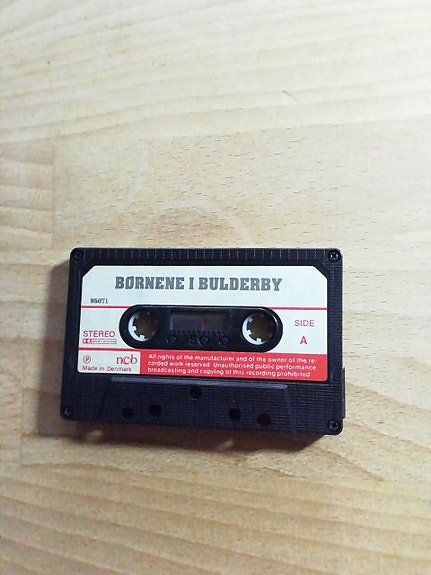 BØRNENE I BULDERBY
85071
STEREO
SIDE
A
ncb
Made in Denmark
All rights of the manufacturer and of the owner of the re-
corded work reserved. Unauthorised public performance
broadcasting and copying of this recording prohibited